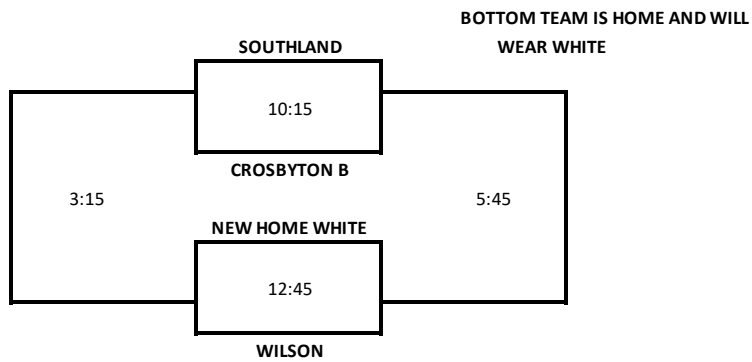 BOTTOM TEAM IS HOME AND WILL
WEAR WHITE
SOUTHLAND
10:15
CROSBYTON B
3:15
5:45
NEW HOME WHITE
12:45
WILSON